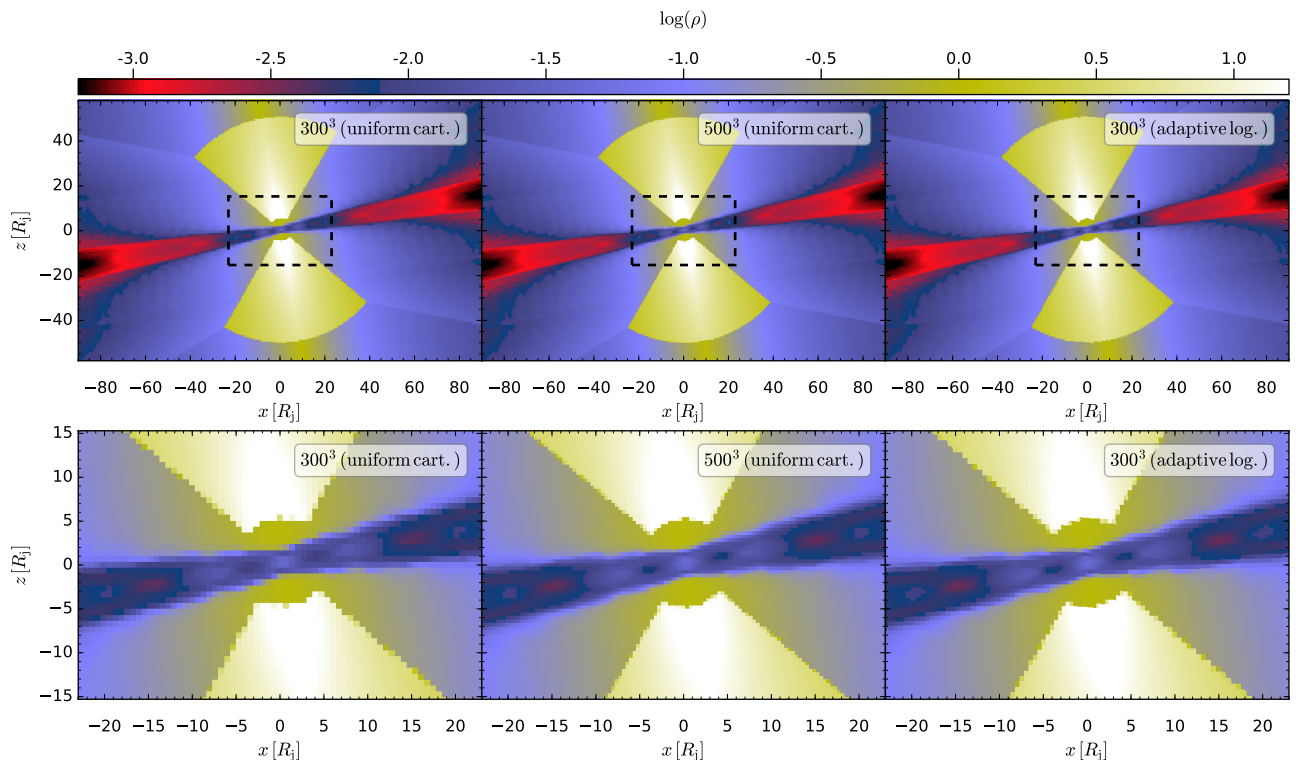 log(ρ)
-3.0 -2.5 -2.0 -1.5 -1.0 -0.5 0.0 0.5 1.0
300³ (uniform cart. ) 500³ (uniform cart. ) 300³ (adaptive log. )
40
20
0
−20
−40
z [Rj]
−80 −60 −40 −20 0 20 40 60 80 −80 −60 −40 −20 0 20 40 60 80 −80 −60 −40 −20 0 20 40 60 80
x [Rj] x [Rj] x [Rj]
300³ (uniform cart. ) 500³ (uniform cart. ) 300³ (adaptive log. )
15
10
5
0
−5
−10
−15
z [Rj]
−20 −15 −10 −5 0 5 10 15 20 −20 −15 −10 −5 0 5 10 15 20 −20 −15 −10 −5 0 5 10 15 20
x [Rj] x [Rj] x [Rj]